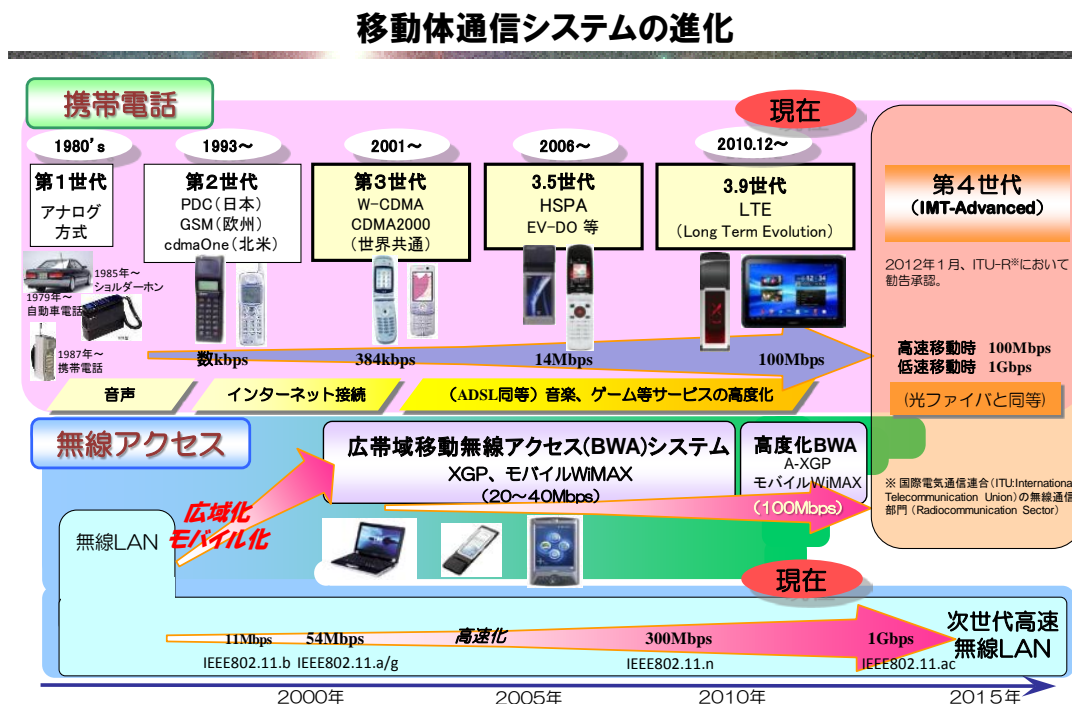 移動体通信システムの進化
携帯電話
現在
1980's
第1世代
アナログ
方式
1993～
第2世代
PDC(日本)
GSM(欧州)
cdmaOne(北米)
2001～
第3世代
W-CDMA
CDMA2000
(世界共通)
2006～
3.5世代
HSPA
EV-DO 等
2010.12～
3.9世代
LTE
(Long Term Evolution)
第4世代
(IMT-Advanced)
2012年1月、ITU-R※において
勧告承認。
1985年～
ショルダーホン
1979年～
自動車電話
1987年～
携帯電話
数kbps
384kbps
14Mbps
100Mbps
高速移動時 100Mbps
低速移動時 1Gbps
(光ファイバと同等)
音声
インターネット接続
(ADSL同等)音楽、ゲーム等サービスの高度化
無線アクセス
広帯域移動無線アクセス(BWA)システム
XGP、モバイルWiMAX
(20～40Mbps)
高度化BWA
A-XGP
モバイルWiMAX
(100Mbps)
※ 国際電気通信連合(ITU:Internationa
Telecommunication Union)の無線通信
部門(Radiocommunication Sector)
広域化
モバイル化
無線LAN
現在
11Mbps
54Mbps
高速化
300Mbps
1Gbps
次世代高速
無線LAN
IEEE802.11.b
IEEE802.11.a/g
IEEE802.11.n
IEEE802.11.ac
2000年
2005年
2010年
2015年